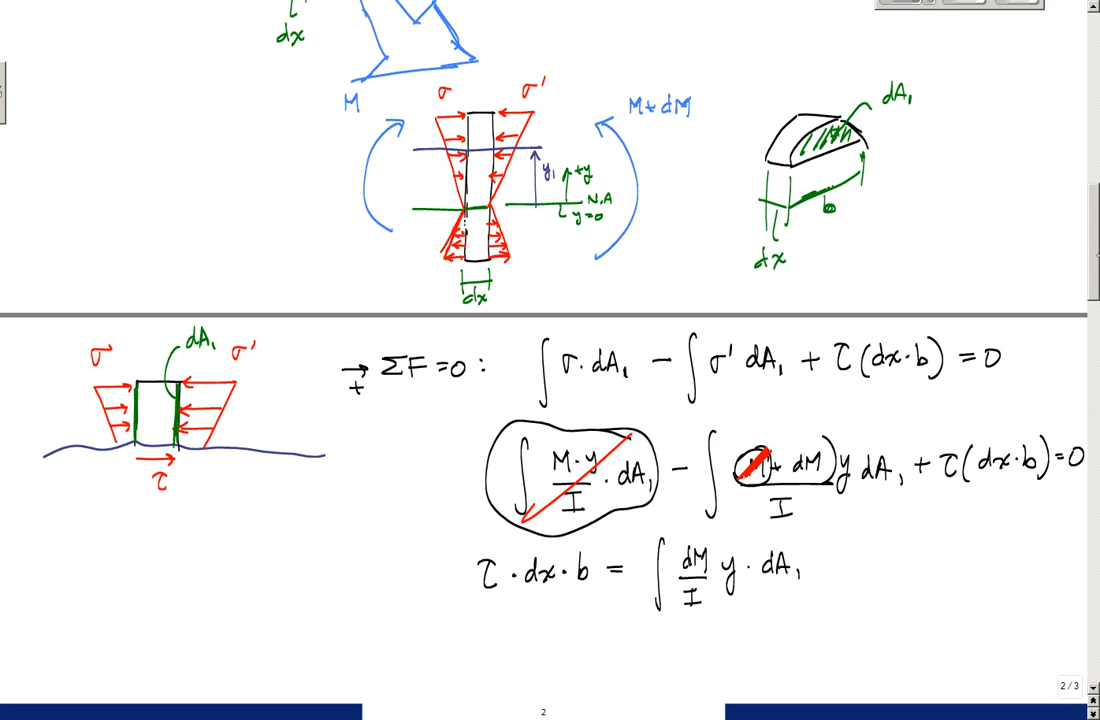 dx
M σ σ' M + dM dA₁
y₁ +y
N.A
y=0
b
dx
dx
σ dA₁ σ'
τ
→+ ΣF = 0 : ∫ σ · dA₁ − ∫ σ' dA₁ + τ (dx · b) = 0
∫ M · y / I · dA₁ − ∫ (M + dM) / I y dA₁ + τ (dx · b) = 0
τ · dx · b = ∫ dM / I y · dA₁
2 / 3
2